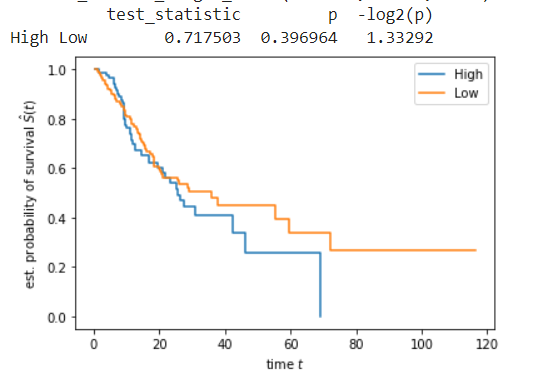 test_statistic p -log2(p)
High Low 0.717503 0.396964 1.33292
High
Low
1.0
0.8
0.6
0.4
0.2
0.0
est. probability of survival Ŝ(t)
0 20 40 60 80 100 120
time t